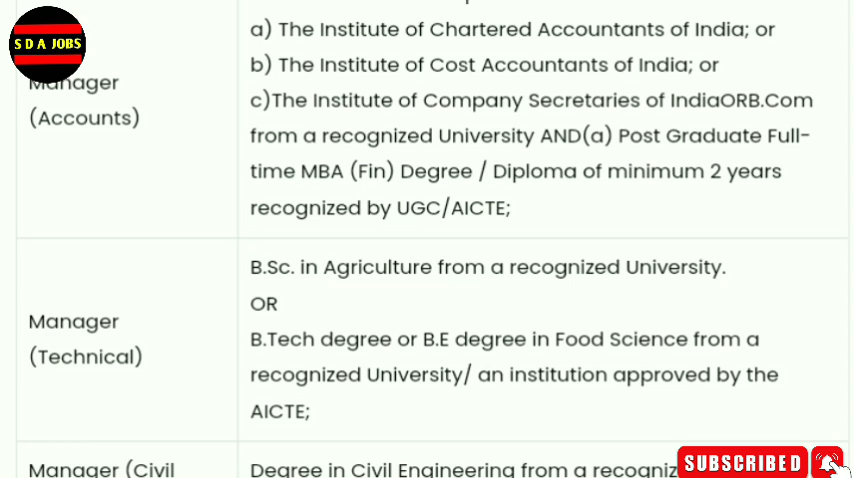 S D A JOBS
a) The Institute of Chartered Accountants of India; or
b) The Institute of Cost Accountants of India; or
Manager
(Accounts)
c)The Institute of Company Secretaries of IndiaORB.Com
from a recognized University AND(a) Post Graduate Full-
time MBA (Fin) Degree / Diploma of minimum 2 years
recognized by UGC/AICTE;
Manager
(Technical)
B.Sc. in Agriculture from a recognized University.
OR
B.Tech degree or B.E degree in Food Science from a
recognized University/ an institution approved by the
AICTE;
Manager (Civil
Degree in Civil Engineering from a
SUBSCRIBED